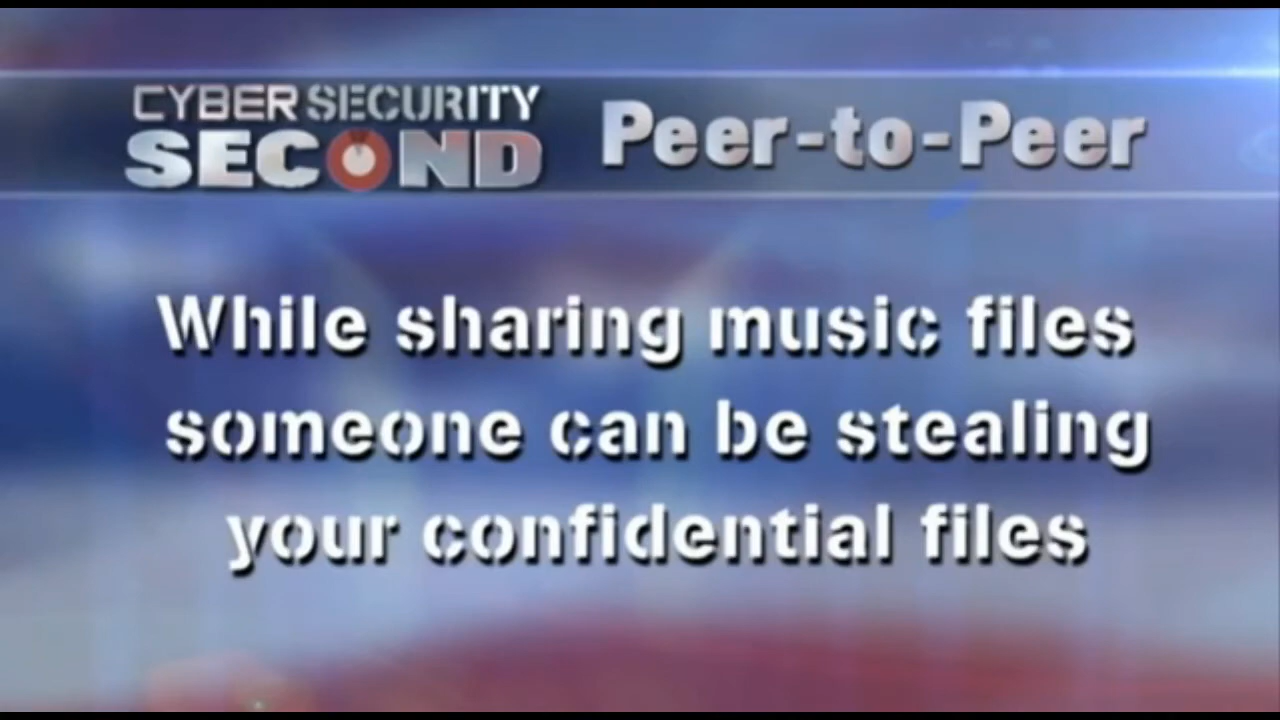 CYBER SECURITY
SECOND
Peer-to-Peer
While sharing music files
someone can be stealing
your confidential files